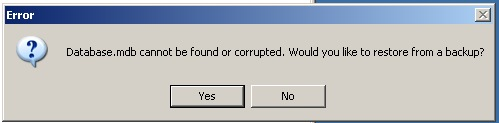 Error
Database.mdb cannot be found or corrupted. Would you like to restore from a backup?
Yes No